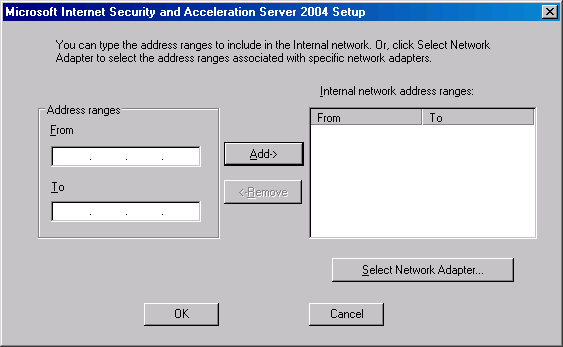 Microsoft Internet Security and Acceleration Server 2004 Setup
You can type the address ranges to include in the Internal network. Or, click Select Network
Adapter to select the address ranges associated with specific network adapters.
Internal network address ranges:
Address ranges
From
. . .
To
. . .
Add->
<-Remove
From To
Select Network Adapter...
OK Cancel